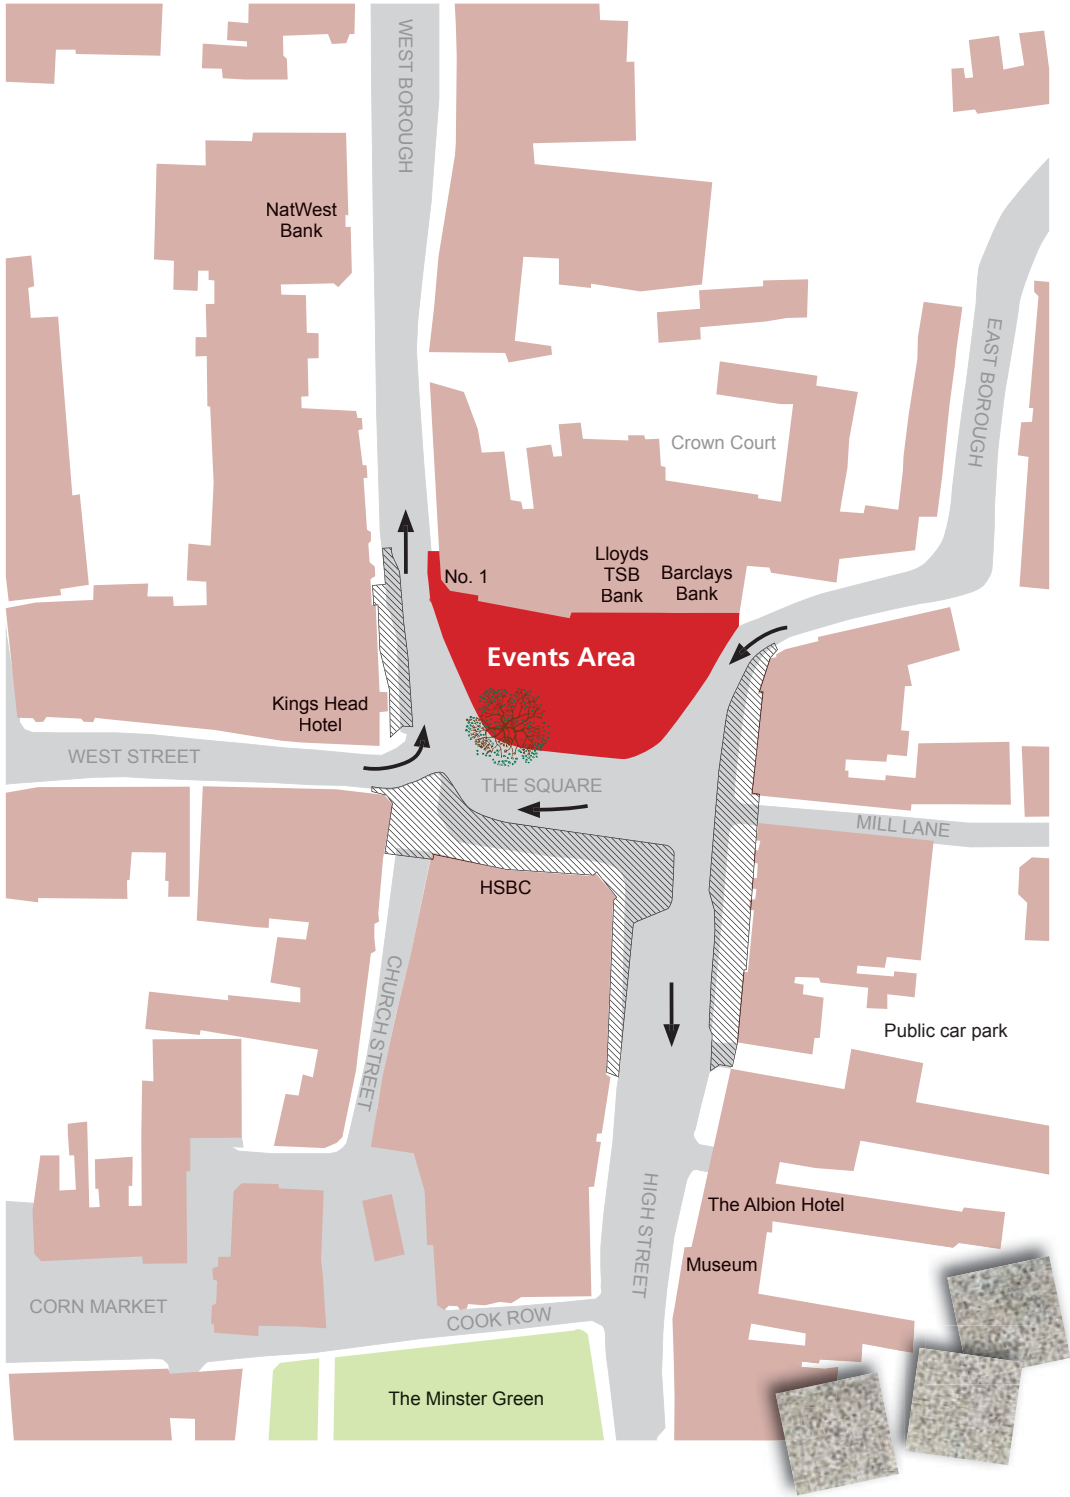 WEST BOROUGH
NatWest
Bank
EAST BOROUGH
Crown Court
Lloyds
TSB
Bank
Barclays
Bank
No. 1
Events Area
Kings Head
Hotel
WEST STREET
THE SQUARE
MILL LANE
HSBC
CHURCH STREET
Public car park
HIGH STREET
The Albion Hotel
Museum
CORN MARKET
COOK ROW
The Minster Green